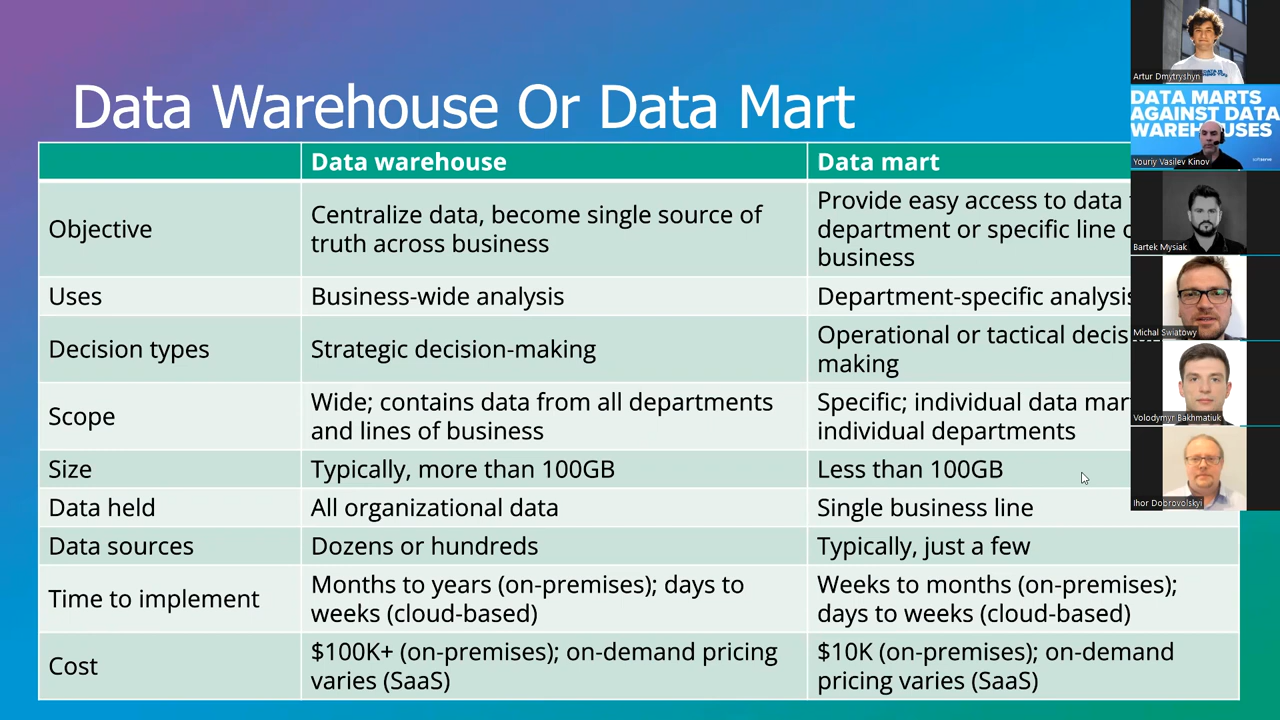 Data Warehouse Or Data Mart
Data warehouse
Data mart
Objective
Centralize data, become single source of
truth across business
Provide easy access to data
department or specific line
business
Uses
Business-wide analysis
Department-specific analysis
Decision types
Strategic decision-making
Operational or tactical
making
Scope
Wide; contains data from all departments
and lines of business
Specific; individual data
individual departments
Size
Typically, more than 100GB
Less than 100GB
Data held
All organizational data
Single business line
Data sources
Dozens or hundreds
Typically, just a few
Time to implement
Months to years (on-premises); days to
weeks (cloud-based)
Weeks to months (on-premises);
days to weeks (cloud-based)
Cost
$100K+ (on-premises); on-demand pricing
varies (SaaS)
$10K (on-premises); on-demand
pricing varies (SaaS)
Artur Dmytryshyn
DATA MARTS
AGAINST DATA
WAREHOUSES
Youriy Vasilev Kinov
Bartek Mysiak
Michal Swiatowy
Volodymyr Bakhmatiuk
Ihor Dobrovolskyi